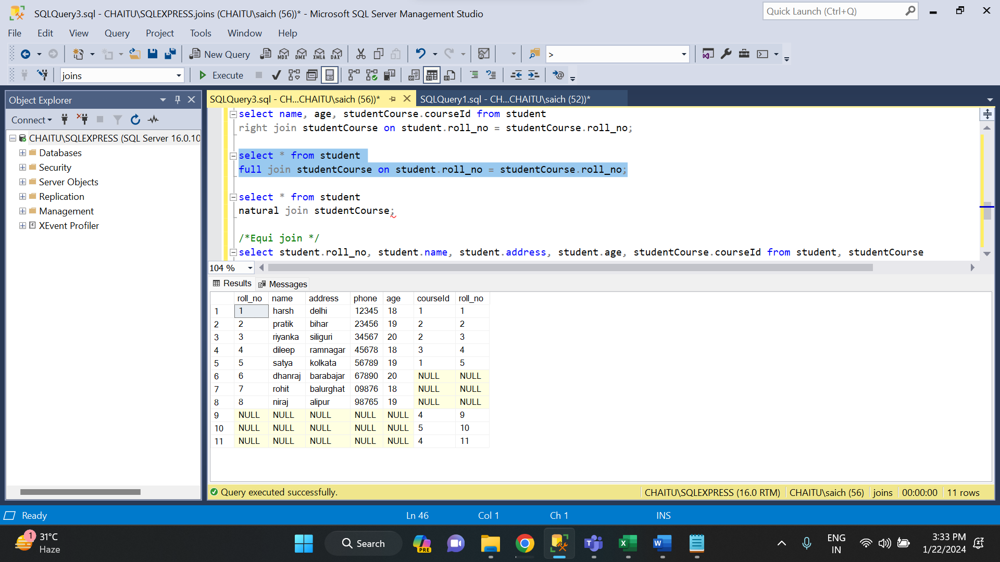 SQLQuery3.sql - CHAITU\SQLEXPRESS.joins (CHAITU\saich (56))* - Microsoft SQL Server Management Studio
Quick Launch (Ctrl+Q)
File Edit View Query Project Tools Window Help
New Query MDX DMX XMLA DAX >
joins Execute
Object Explorer
SQLQuery3.sql - CH...CHAITU\saich (56))* SQLQuery1.sql - CH...CHAITU\saich (52))*
Connect
CHAITU\SQLEXPRESS (SQL Server 16.0.10
Databases
Security
Server Objects
Replication
Management
XEvent Profiler
select name, age, studentCourse.courseId from student
right join studentCourse on student.roll_no = studentCourse.roll_no;
select * from student
full join studentCourse on student.roll_no = studentCourse.roll_no;
select * from student
natural join studentCourse;
/*Equi join */
select student.roll_no, student.name, student.address, student.age, studentCourse.courseId from student, studentCourse
104 %
Results Messages
roll_no name address phone age courseId roll_no
1 1 harsh delhi 12345 18 1 1
2 2 pratik bihar 23456 19 2 2
3 3 riyanka siliguri 34567 20 2 3
4 4 dileep ramnagar 45678 18 3 4
5 5 satya kolkata 56789 19 1 5
6 6 dhanraj barabajar 67890 20 NULL NULL
7 7 rohit balurghat 09876 18 NULL NULL
8 8 niraj alipur 98765 19 NULL NULL
9 NULL NULL NULL NULL NULL 4 9
10 NULL NULL NULL NULL NULL 5 10
11 NULL NULL NULL NULL NULL 4 11
Query executed successfully. CHAITU\SQLEXPRESS (16.0 RTM) CHAITU\saich (56) joins 00:00:00 11 rows
Ready Ln 46 Col 1 Ch 1 INS
1 31°C
Haze
Search
PRE
ENG
IN
3:33 PM
1/22/2024